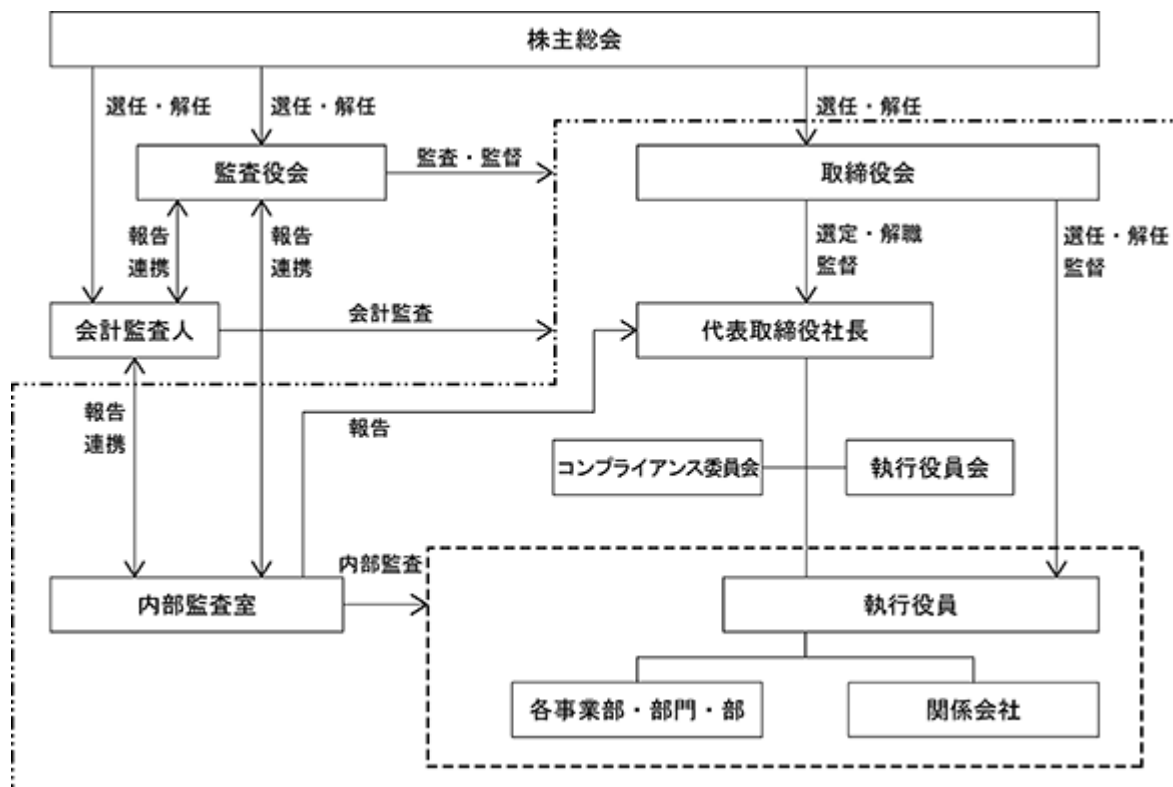 株主総会
選任・解任
選任・解任
選任・解任
監査役会
監査・監督
取締役会
報告
連携
報告
連携
選定・解職
監督
選任・解任
監督
会計監査人
会計監査
代表取締役社長
報告
連携
報告
コンプライアンス委員会
執行役員会
内部監査
内部監査室
執行役員
各事業部・部門・部
関係会社